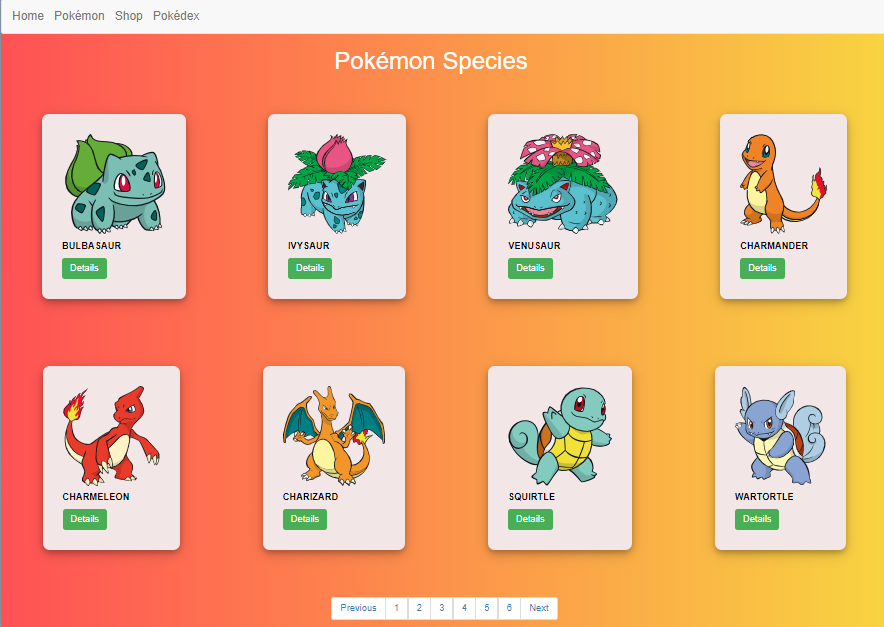 Home Pokémon Shop Pokédex
Pokémon Species
BULBASAUR IVYSAUR VENUSAUR CHARMANDER
Details Details Details Details
CHARMELEON CHARIZARD SQUIRTLE WARTORTLE
Details Details Details Details
Previous 1 2 3 4 5 6 Next